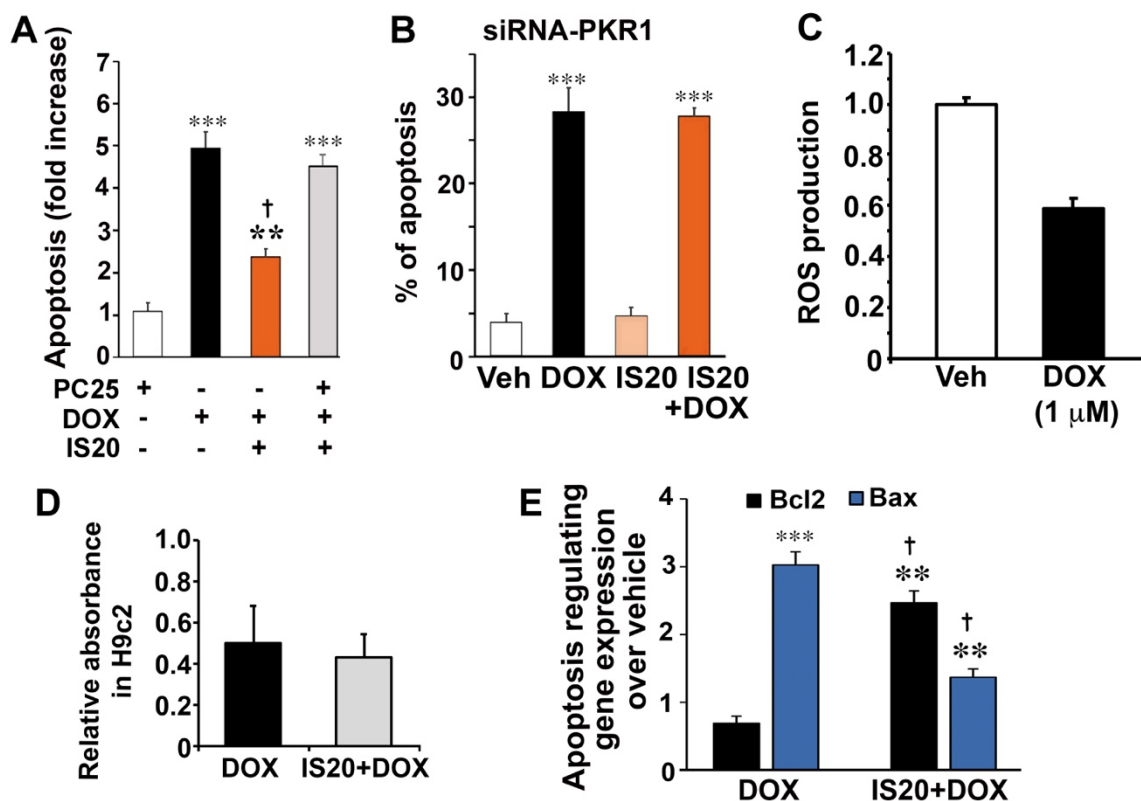 A
Apoptosis (fold increase)
7
6
5
4
3
2
1
0
***
†
**
***
PC25 + - - +
DOX - + + +
IS20 - - + +
B
siRNA-PKR1
% of apoptosis
30
20
10
0
***
***
Veh DOX IS20 IS20
+DOX
C
ROS production
1.2
1.0
0.8
0.6
0.4
0.2
0
Veh DOX
(1 μM)
D
Relative absorbance
in H9c2
1.0
0.8
0.6
0.4
0.2
0
DOX IS20+DOX
E
Apoptosis regulating
gene expression
over vehicle
Bcl2 Bax
4
3
2
1
0
***
†
**
†
**
DOX IS20+DOX